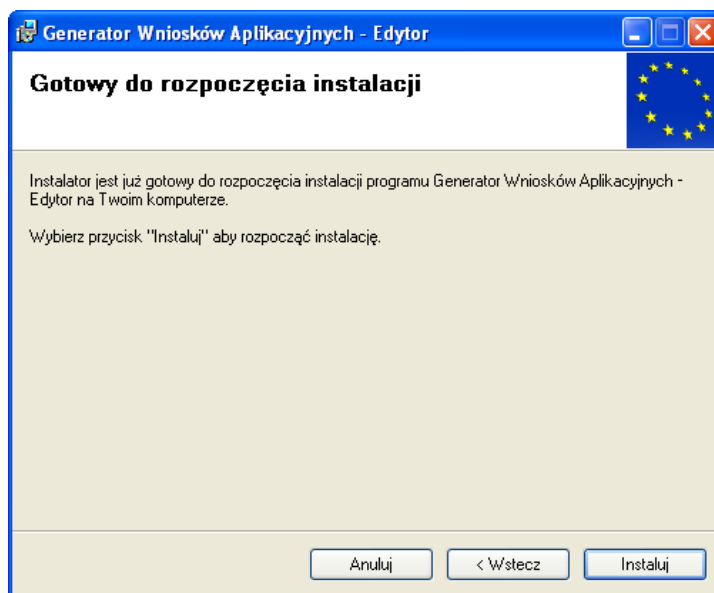 Generator Wniosków Aplikacyjnych - Edytor
Gotowy do rozpoczęcia instalacji
Instalator jest już gotowy do rozpoczęcia instalacji programu Generator Wniosków Aplikacyjnych -
Edytor na Twoim komputerze.
Wybierz przycisk "Instaluj" aby rozpocząć instalację.
Anuluj
< Wstecz
Instaluj